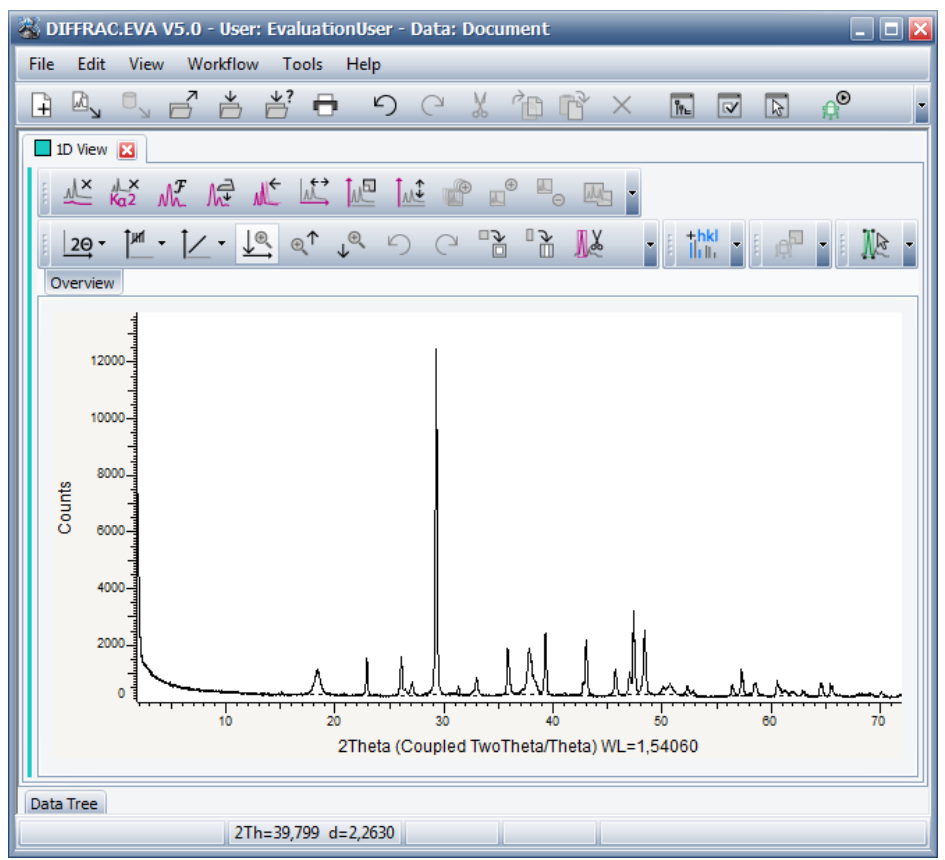 DIFFRAC.EVA V5.0 - User: EvaluationUser - Data: Document
File Edit View Workflow Tools Help
1D View
Kα2
2Θ
+hkl
Overview
12000
10000
8000
6000
4000
2000
0
Counts
10 20 30 40 50 60 70
2Theta (Coupled TwoTheta/Theta) WL=1,54060
Data Tree
2Th=39,799 d=2,2630